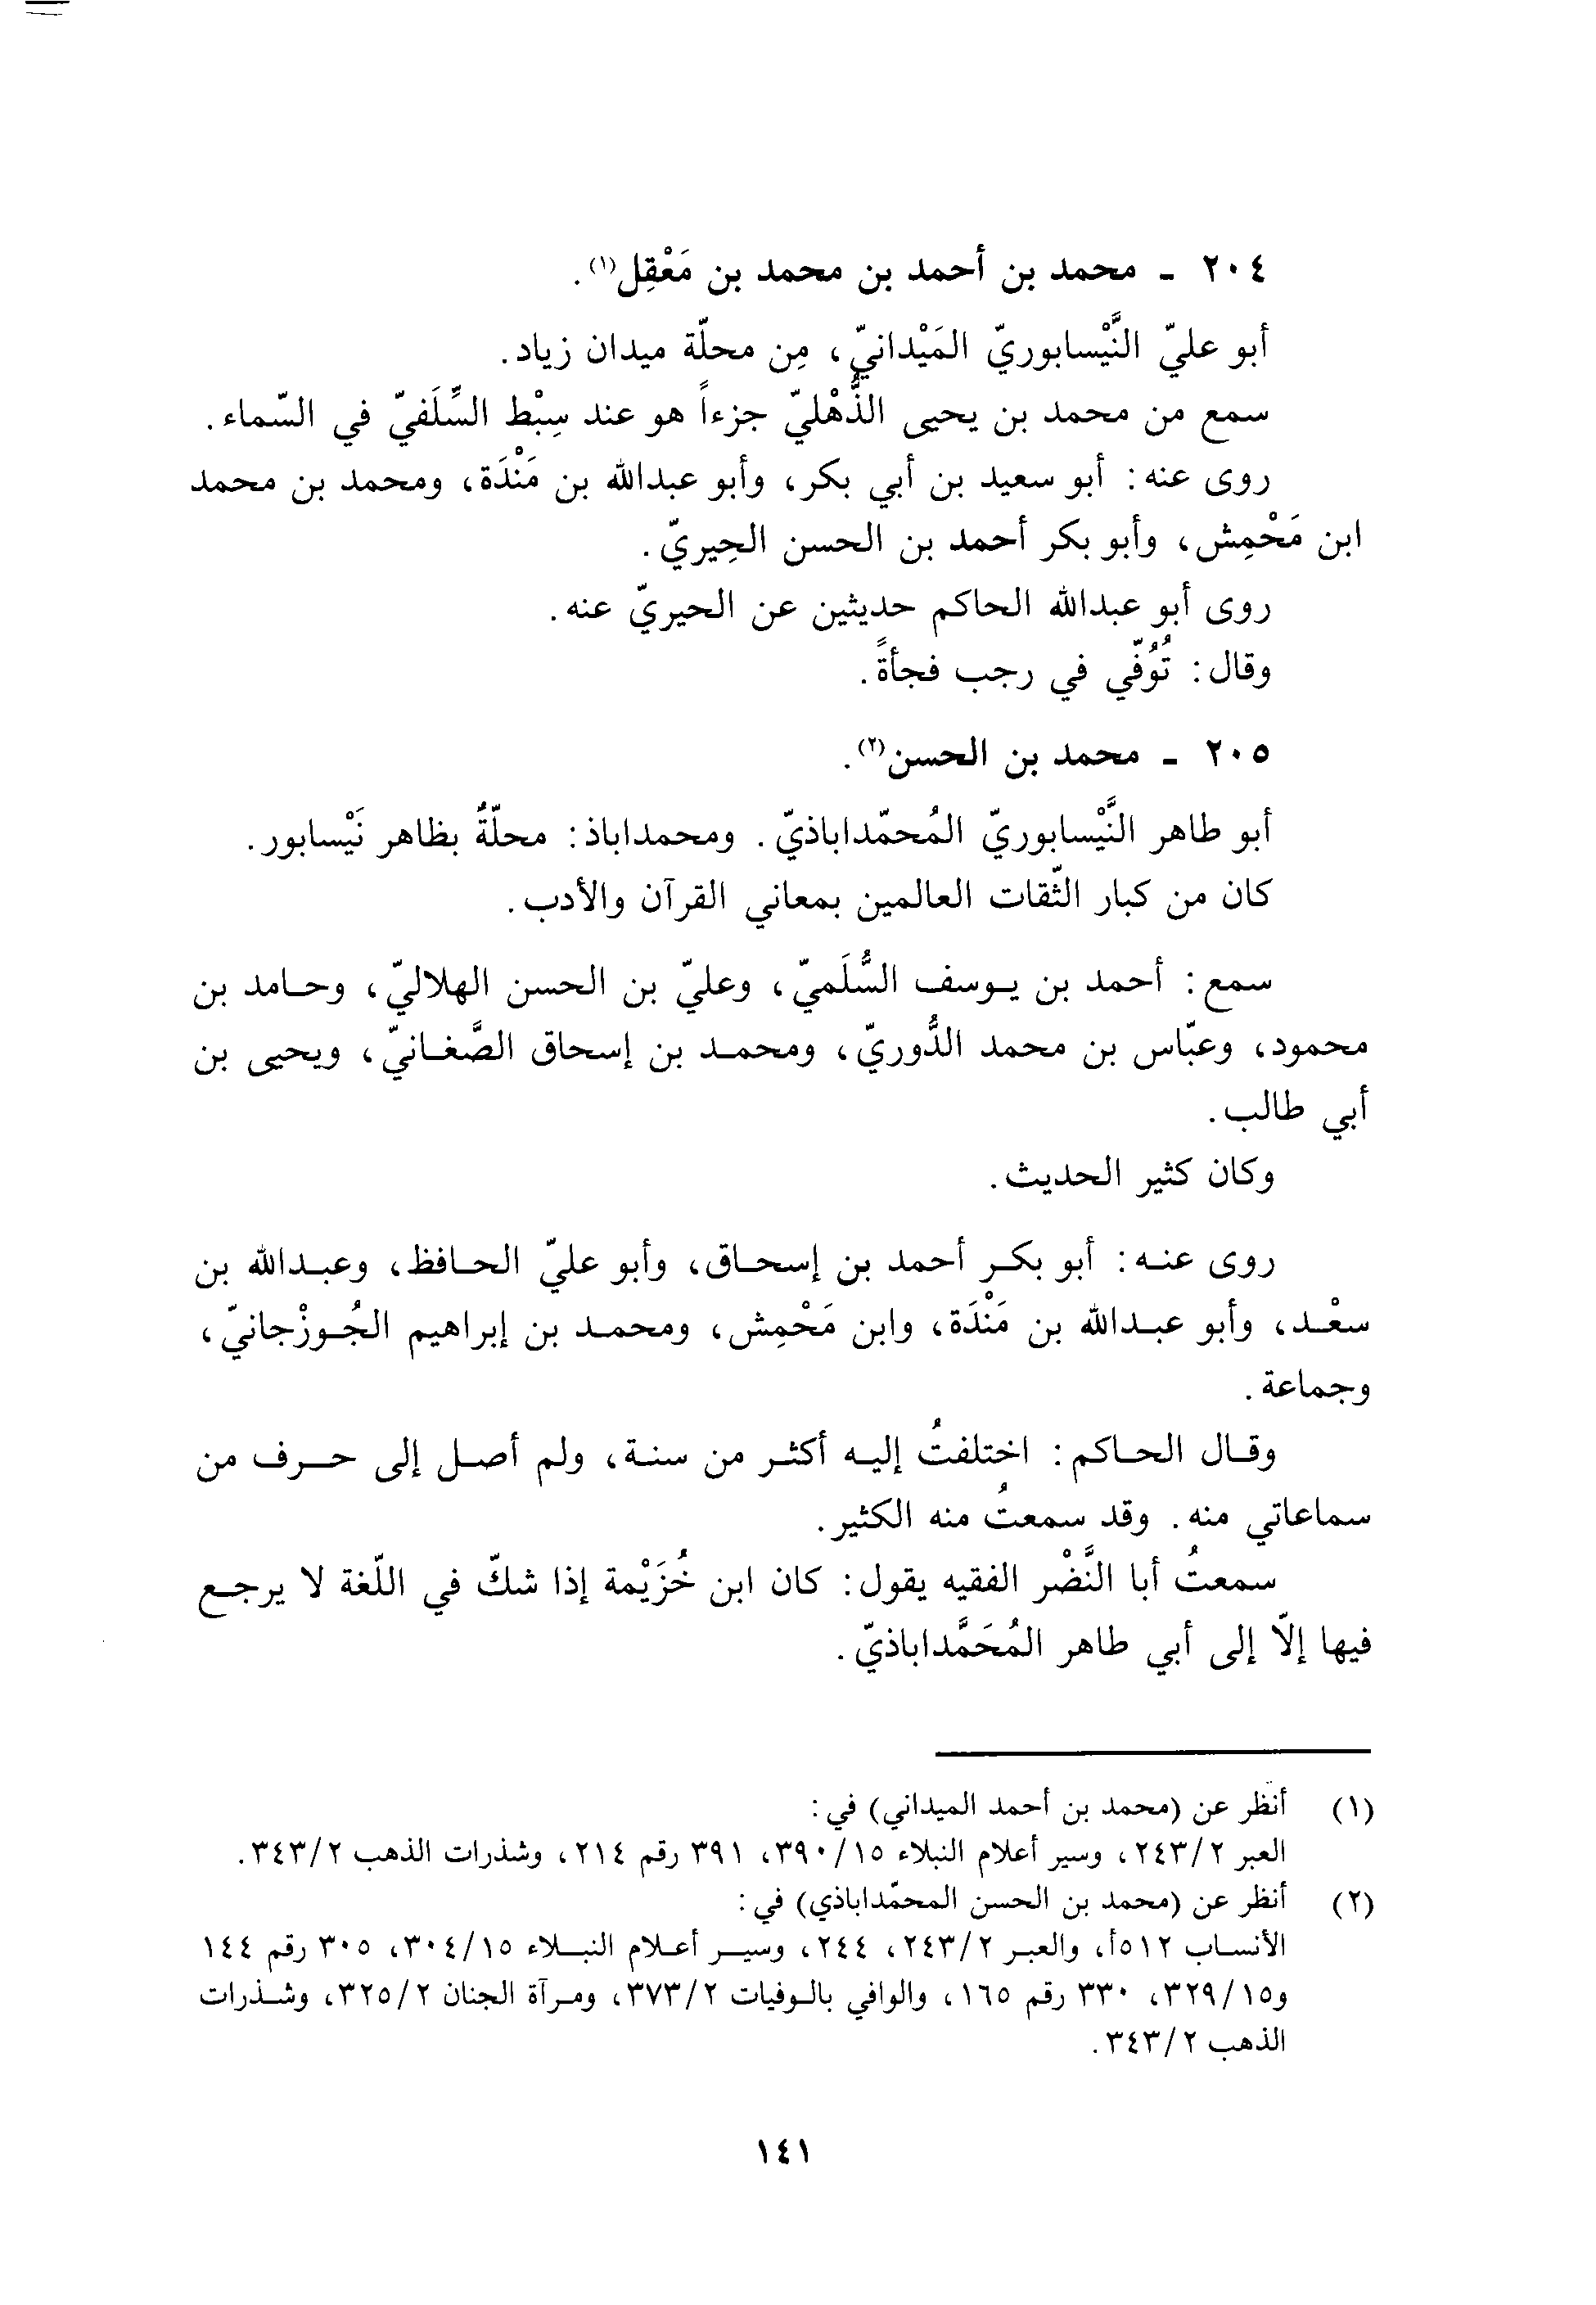 ٢٠٤ - محمد بن أحمد بن محمد بن مَعْقِل(١).
أبو عليّ النَّيْسابوريّ المَيْدانيّ، مِن محلّة ميدان زياد.
سمع من محمد بن يحيى الذُّهْليّ جزءاً هو عند سِبْط السِّلَفيّ في السّماء.
روى عنه: أبو سعيد بن أبي بكر، وأبو عبدالله بن مَنْدَة، ومحمد بن محمد
ابن مَحْمِش، وأبو بكر أحمد بن الحسن الحِيريّ.
روى أبو عبدالله الحاكم حديثين عن الحيريّ عنه.
وقال: تُوُفّي في رجب فجأةً.
٢٠٥ - محمد بن الحسن(٢).
أبو طاهر النَّيْسابوريّ المُحمّداباذيّ. ومحمداباذ: محلّةٌ بظاهر نَيْسابور.
كان من كبار الثّقات العالمين بمعاني القرآن والأدب.
سمع: أحمد بن يوسف السُّلَميّ، وعليّ بن الحسن الهلاليّ، وحامد بن
محمود، وعبّاس بن محمد الدُّوريّ، ومحمد بن إسحاق الصَّغانيّ، ويحيى بن
أبي طالب.
وكان كثير الحديث.
روى عنه: أبو بكر أحمد بن إسحاق، وأبو عليّ الحافظ، وعبدالله بن
سعْد، وأبو عبدالله بن مَنْدَة، وابن مَحْمِش، ومحمد بن إبراهيم الجُوزْجانيّ،
وجماعة.
وقال الحاكم: اختلفتُ إليه أكثر من سنة، ولم أصل إلى حرف من
سماعاتي منه. وقد سمعتُ منه الكثير.
سمعتُ أبا النَّضْر الفقيه يقول: كان ابن خُزَيْمة إذا شكّ في اللّغة لا يرجع
فيها إلّا إلى أبي طاهر المُحَمَّداباذيّ.
(١) أنظر عن (محمد بن أحمد الميداني) في:
العبر ٢/٢٤٣، وسير أعلام النبلاء ١٥/٣٩٠، ٣٩١ رقم ٢١٤، وشذرات الذهب ٢/٣٤٣.
(٢) أنظر عن (محمد بن الحسن المحمّداباذي) في:
الأنساب ٥١٢أ، والعبر ٢/٢٤٣، ٢٤٤، وسير أعلام النبلاء ١٥/٣٠٤، ٣٠٥ رقم ١٤٤
و١٥/٣٢٩، ٣٣٠ رقم ١٦٥، والوافي بالوفيات ٢/٣٧٣، ومرآة الجنان ٢/٣٢٥، وشذرات
الذهب ٢/٣٤٣.
١٤١